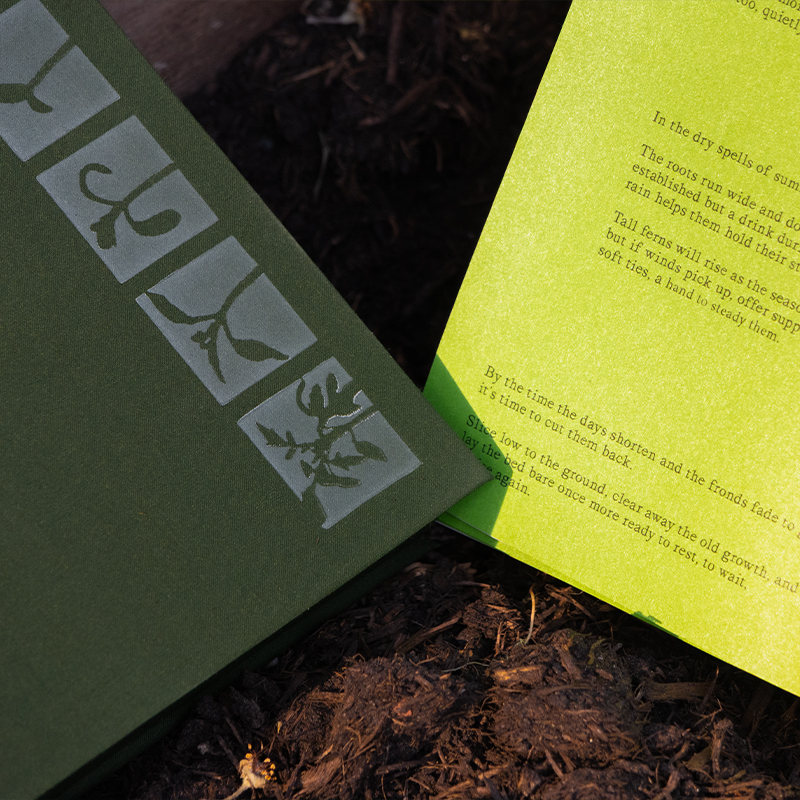 too, quietly
In the dry spells of sum
The roots run wide and do
established but a drink dur
rain helps them hold their st
Tall ferns will rise as the seaso
but if winds pick up, offer supp
soft ties, a hand to steady them.
By the time the days shorten and the fronds fade to
it's time to cut them back.
Slice low to the ground, clear away the old growth, and
lay the bed bare once more ready to rest, to wait,
again.